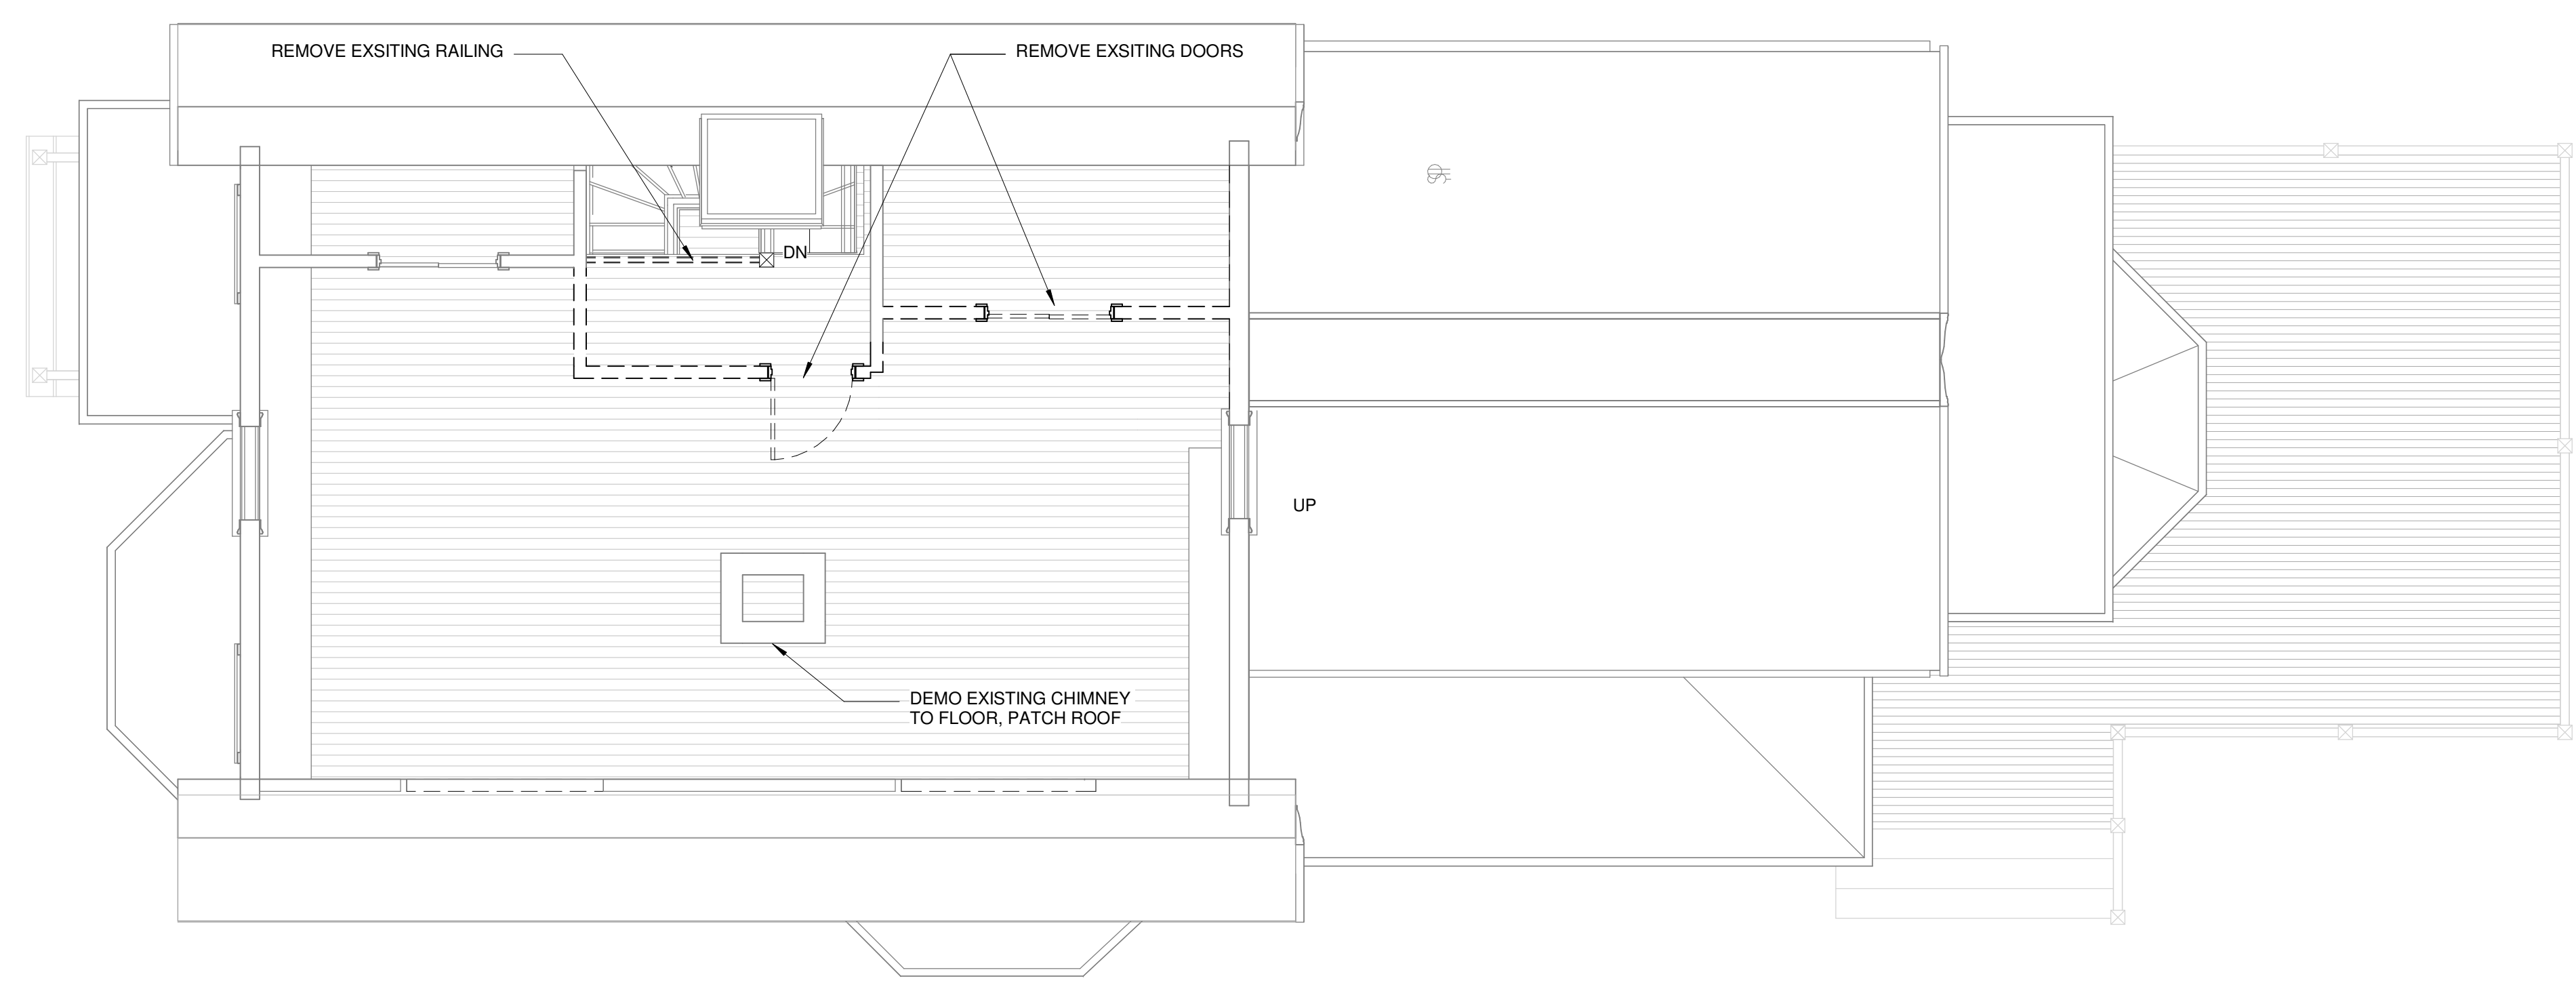 REMOVE EXSITING RAILING
REMOVE EXSITING DOORS
DN
UP
DEMO EXISTING CHIMNEY
TO FLOOR, PATCH ROOF